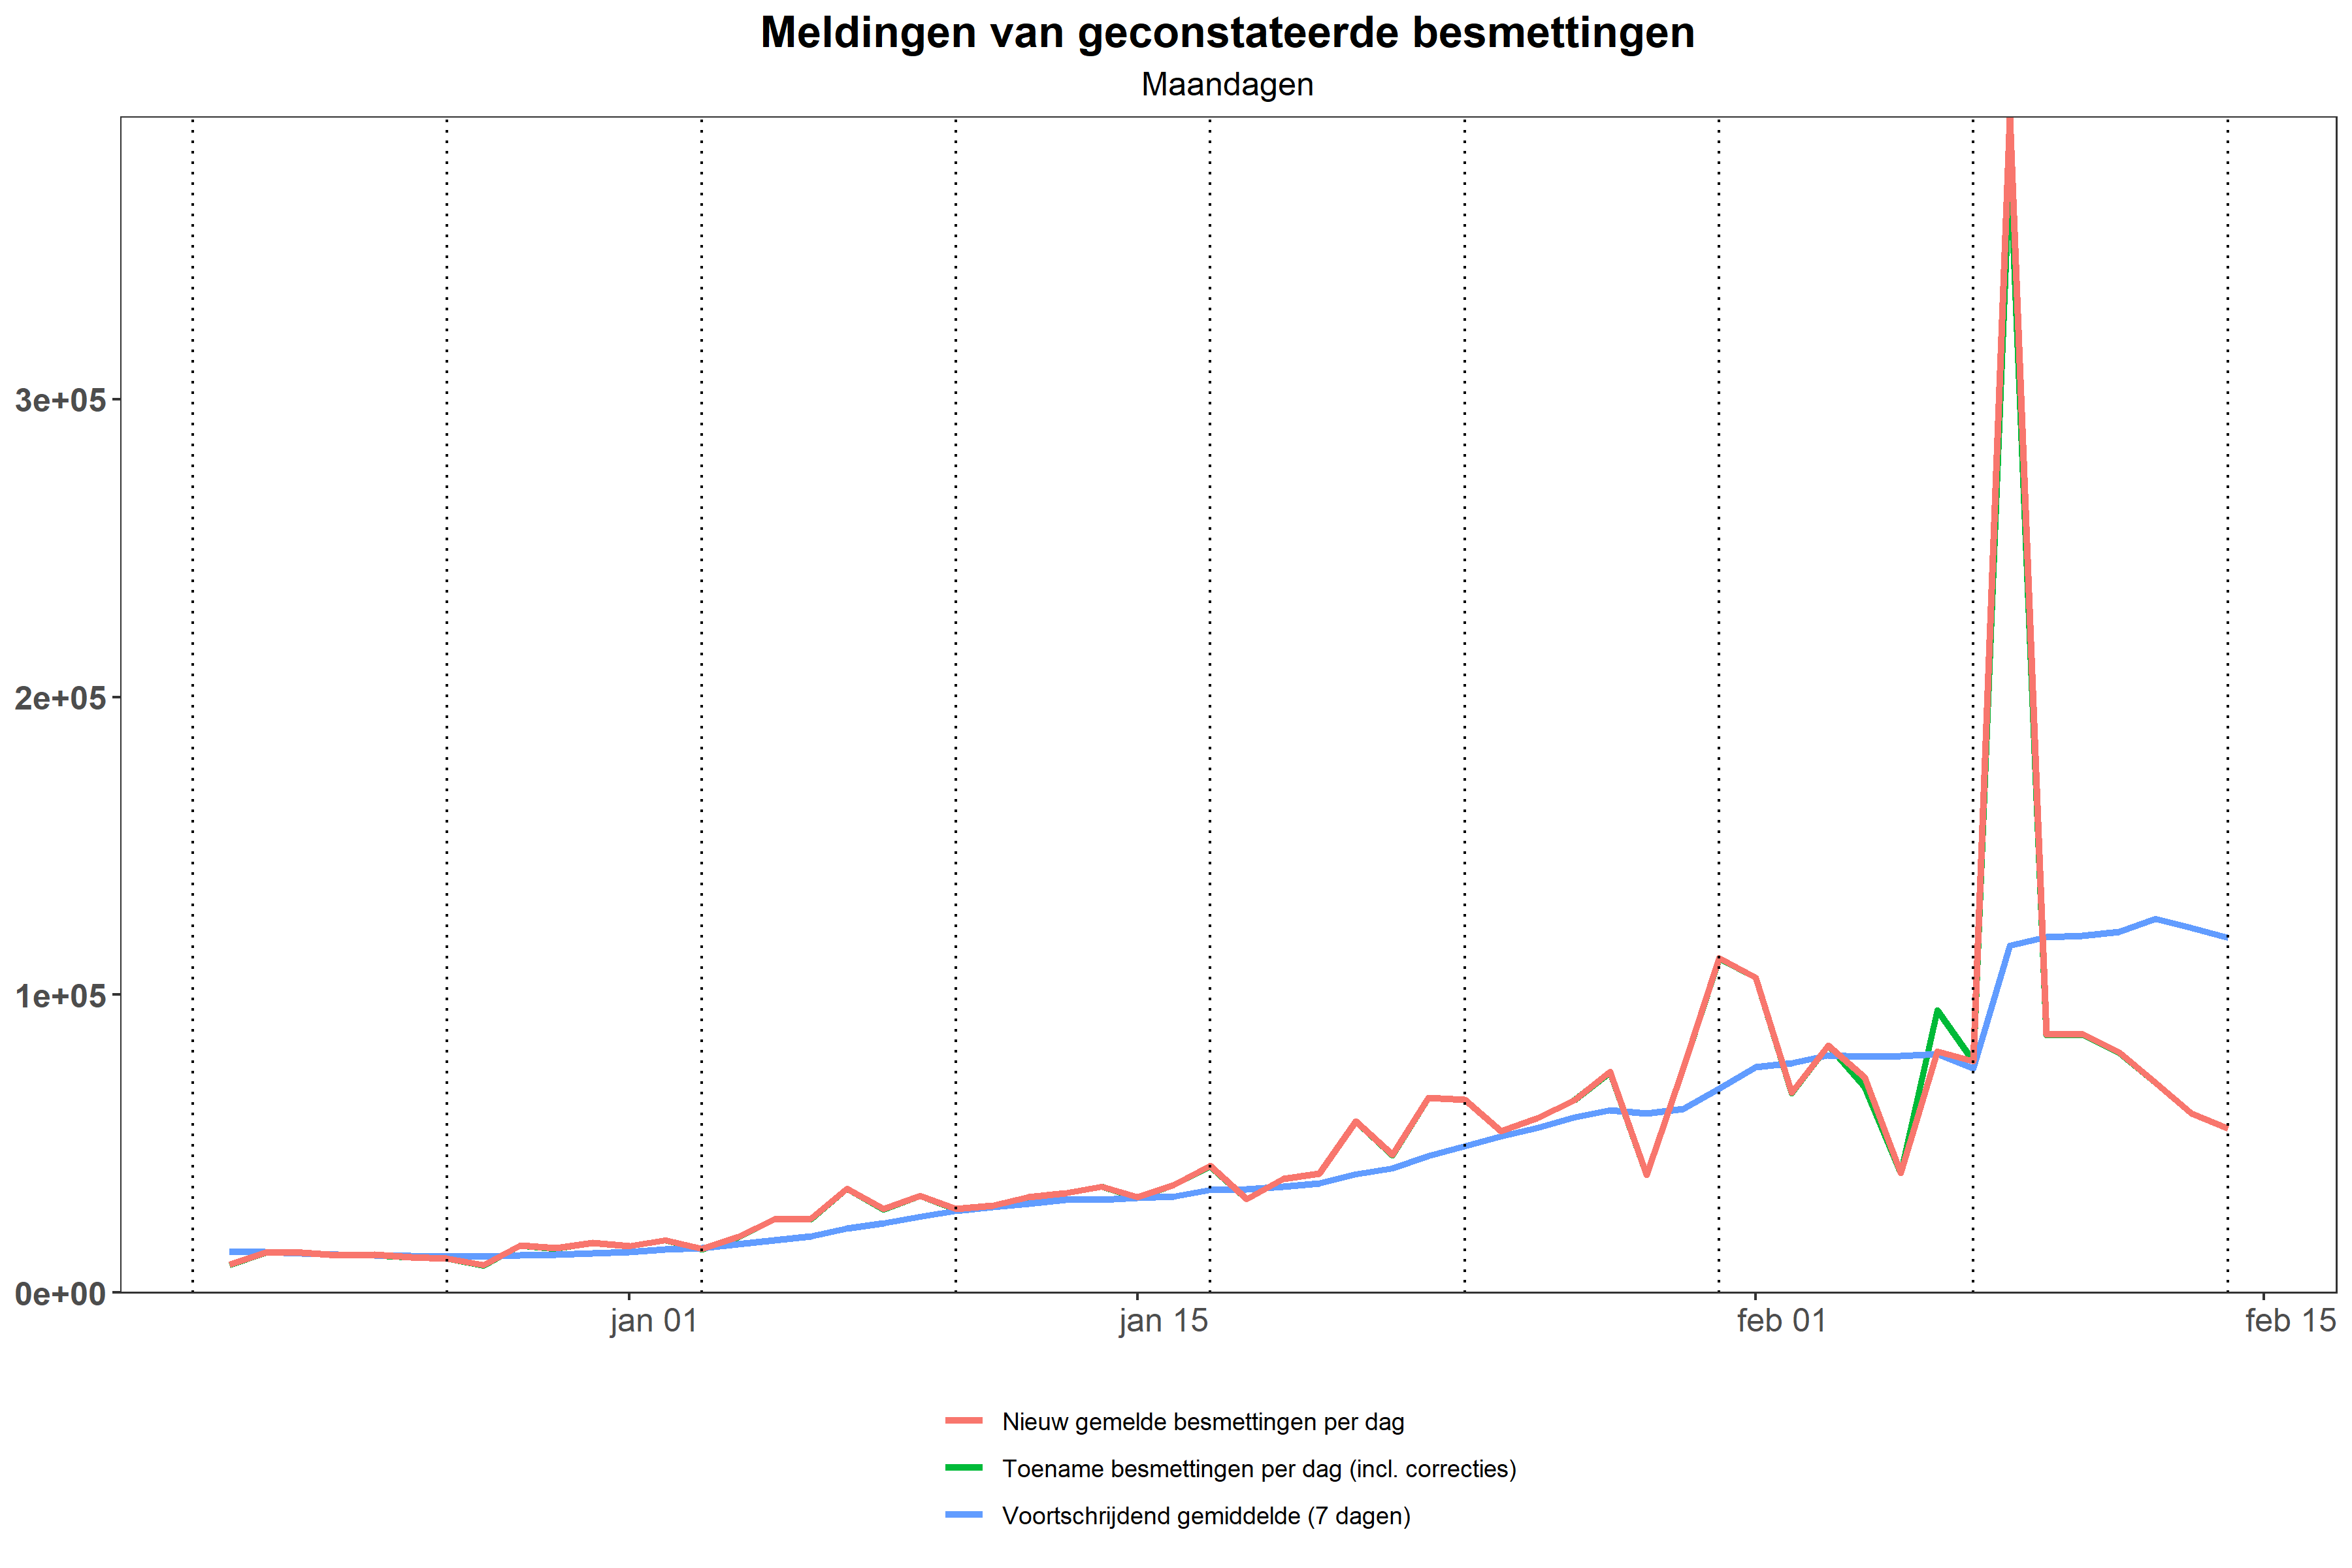 Meldingen van geconstateerde besmettingen
Maandagen
3e+05
2e+05
1e+05
0e+00
jan 01
jan 15
feb 01
feb 15
Nieuw gemelde besmettingen per dag
Toename besmettingen per dag (incl. correcties)
Voortschrijdend gemiddelde (7 dagen)